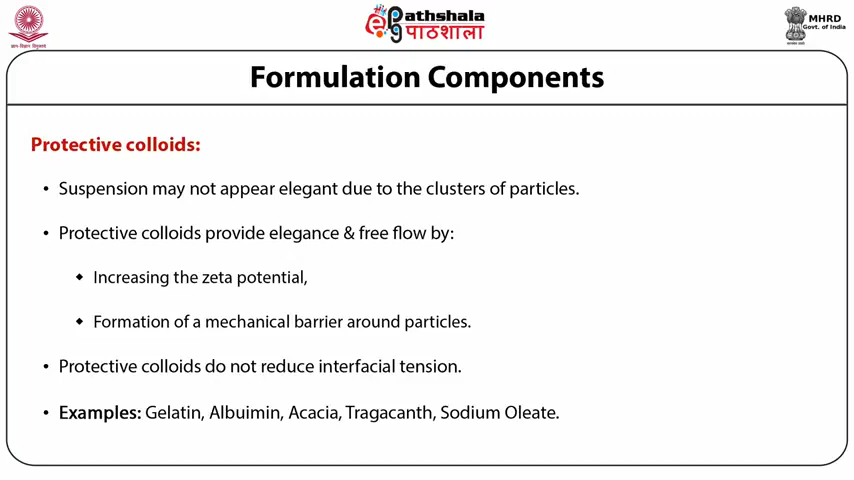 Pathshala
पाठशाला
MHRD
Govt. of India
Formulation Components
Protective colloids:
• Suspension may not appear elegant due to the clusters of particles.
• Protective colloids provide elegance & free flow by:
◆ Increasing the zeta potential,
◆ Formation of a mechanical barrier around particles.
• Protective colloids do not reduce interfacial tension.
• Examples: Gelatin, Albuimin, Acacia, Tragacanth, Sodium Oleate.